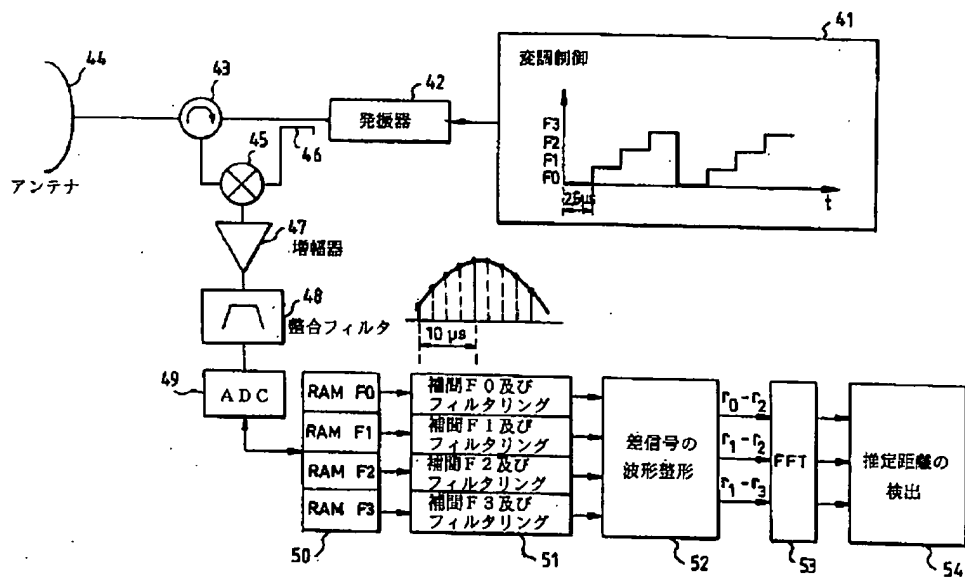 41
変調制御
F3
F2
F1
F0
2.5μs
t
42
発振器
43
44
アンテナ
45
46
47
増幅器
48
整合フィルタ
49
ADC
10 μs
RAM F0
RAM F1
RAM F2
RAM F3
50
補間F0及び
フィルタリング
補間F1及び
フィルタリング
補間F2及び
フィルタリング
補間F3及び
フィルタリング
51
差信号の
波形整形
52
r0-r2
r1-r2
r1-r3
FFT
53
推定距離の
検出
54